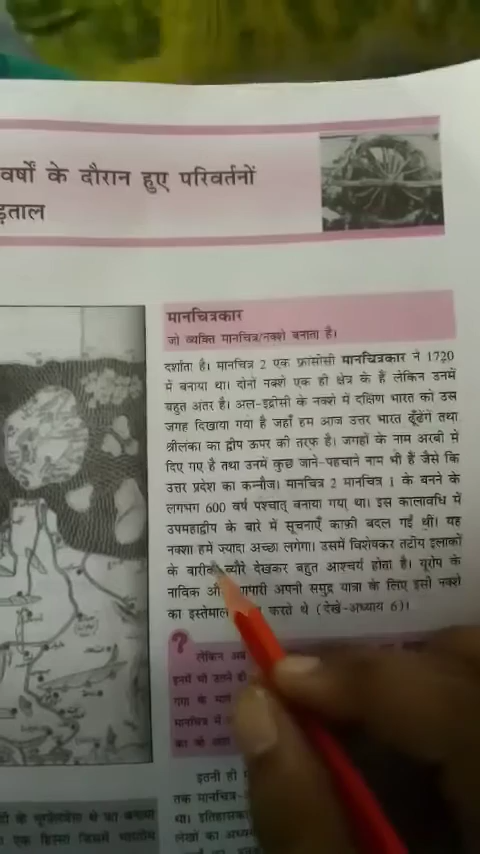 वर्षों के दौरान हुए परिवर्तनों
ड़ताल
मानचित्रकार
जो व्यक्ति मानचित्र/नक्शे बनाता है।
दर्शाता है। मानचित्र 2 एक फ्रांसीसी मानचित्रकार ने 1720
में बनाया था। दोनों नक्शे एक ही क्षेत्र के हैं लेकिन उनमें
बहुत अंतर है। अल-इद्रीसी के नक्शे में दक्षिण भारत को उस
जगह दिखाया गया है जहाँ हम आज उत्तर भारत ढूँढेंगे तथा
श्रीलंका का द्वीप ऊपर की तरफ़ है। जगहों के नाम अरबी में
दिए गए हैं तथा उनमें कुछ जाने-पहचाने नाम भी हैं जैसे कि
उत्तर प्रदेश का कन्नौज। मानचित्र 2 मानचित्र 1 के बनने के
लगभग 600 वर्ष पश्चात् बनाया गया था। इस कालावधि में
उपमहाद्वीप के बारे में सूचनाएँ काफ़ी बदल गईं थीं। यह
नक्शा हमें ज़्यादा अच्छा लगेगा। उसमें विशेषकर तटीय इलाकों
के बारीक ब्यौरे देखकर बहुत आश्चर्य होता है। यूरोप के
नाविक अपनी समुद्र यात्रा के लिए इसी नक्शे
का इस्तेमाल करते थे (देखें-अध्याय 6)।
?
लेकिन अब
इनमें भी उतने ही
मानचित्र में
इतनी ही
तक मानचित्र-
था। इतिहासका
लेखों का अध्य
एक हिस्सा जिसमें भारतीय